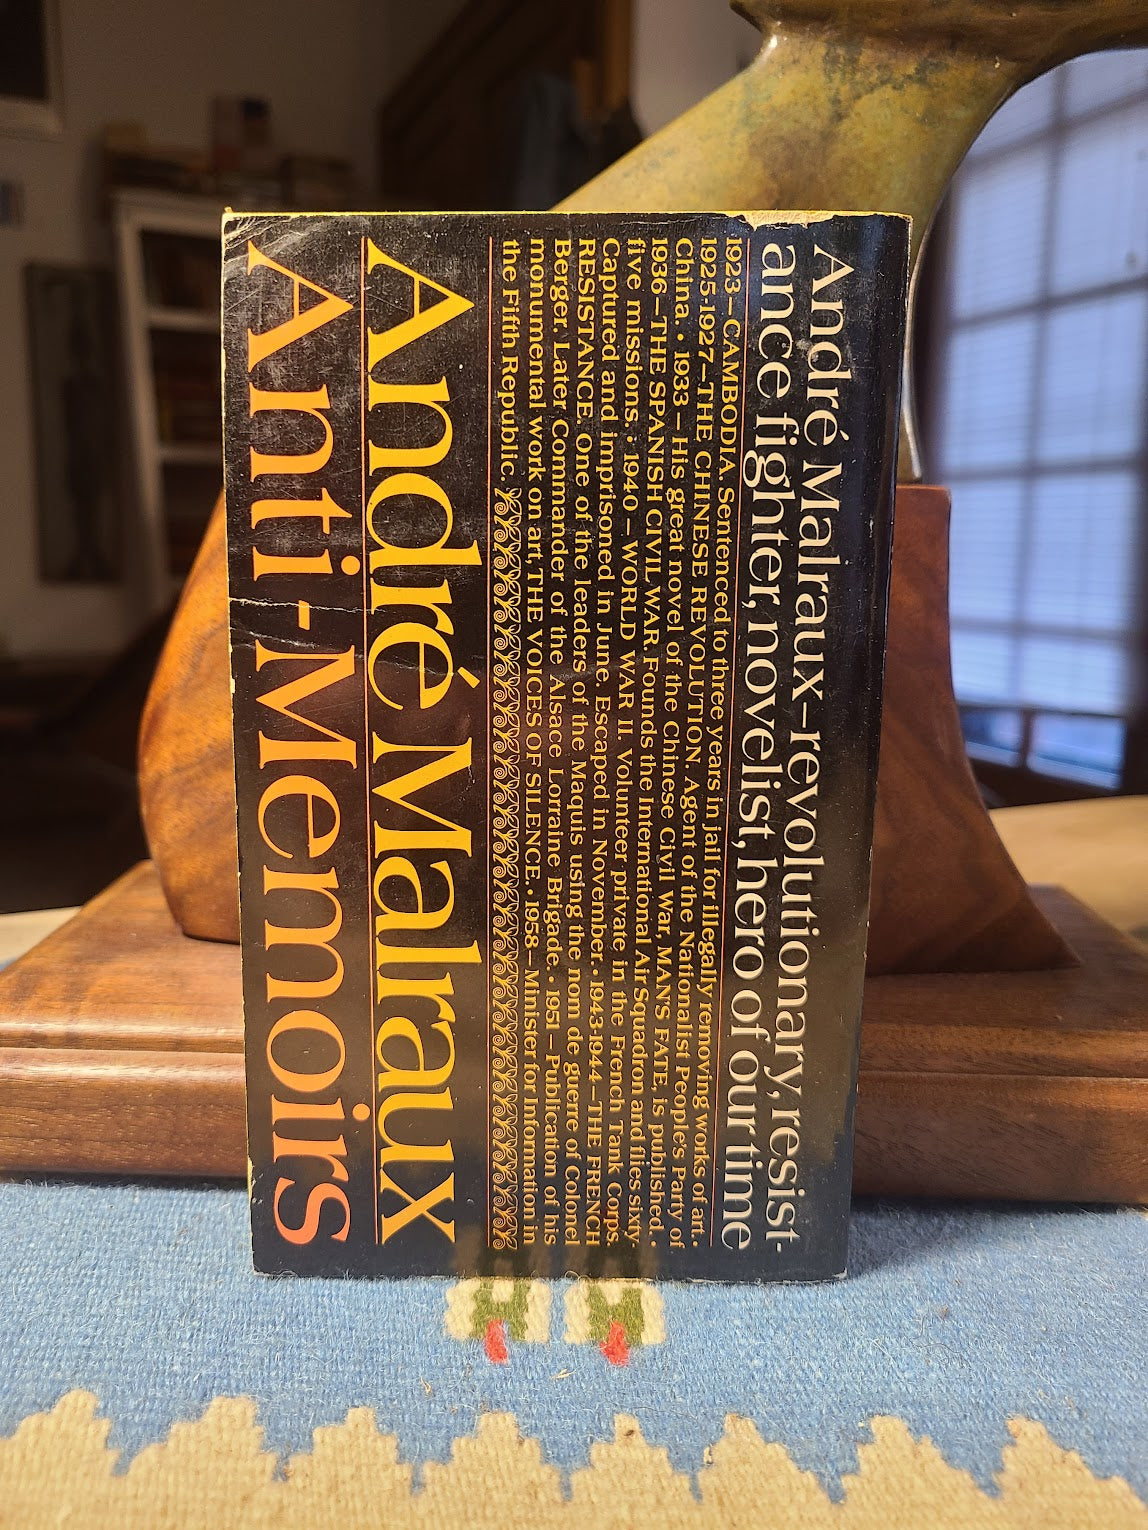 André Malraux–revolutionary, resist-
ance fighter, novelist, hero of our time
1923–CAMBODIA. Sentenced to three years in jail for illegally removing works of art. •
1925-1927–THE CHINESE REVOLUTION. Agent of the Nationalist People's Party of
China. • 1933 – His great novel of the Chinese Civil War, MAN'S FATE, is published. •
1936–THE SPANISH CIVIL WAR. Founds the International Air Squadron and flies sixty-
five missions. • 1940 – WORLD WAR II. Volunteer private in the French Tank Corps.
Captured and imprisoned in June. Escaped in November. • 1943-1944 –THE FRENCH
RESISTANCE. One of the leaders of the Maquis using the nom de guerre of Colonel
Berger. Later, Commander of the Alsace Lorraine Brigade. • 1951 – Publication of his
monumental work on art, THE VOICES OF SILENCE. • 1958 – Minister for Information in
the Fifth Republic.
André Malraux
Anti-Memoirs